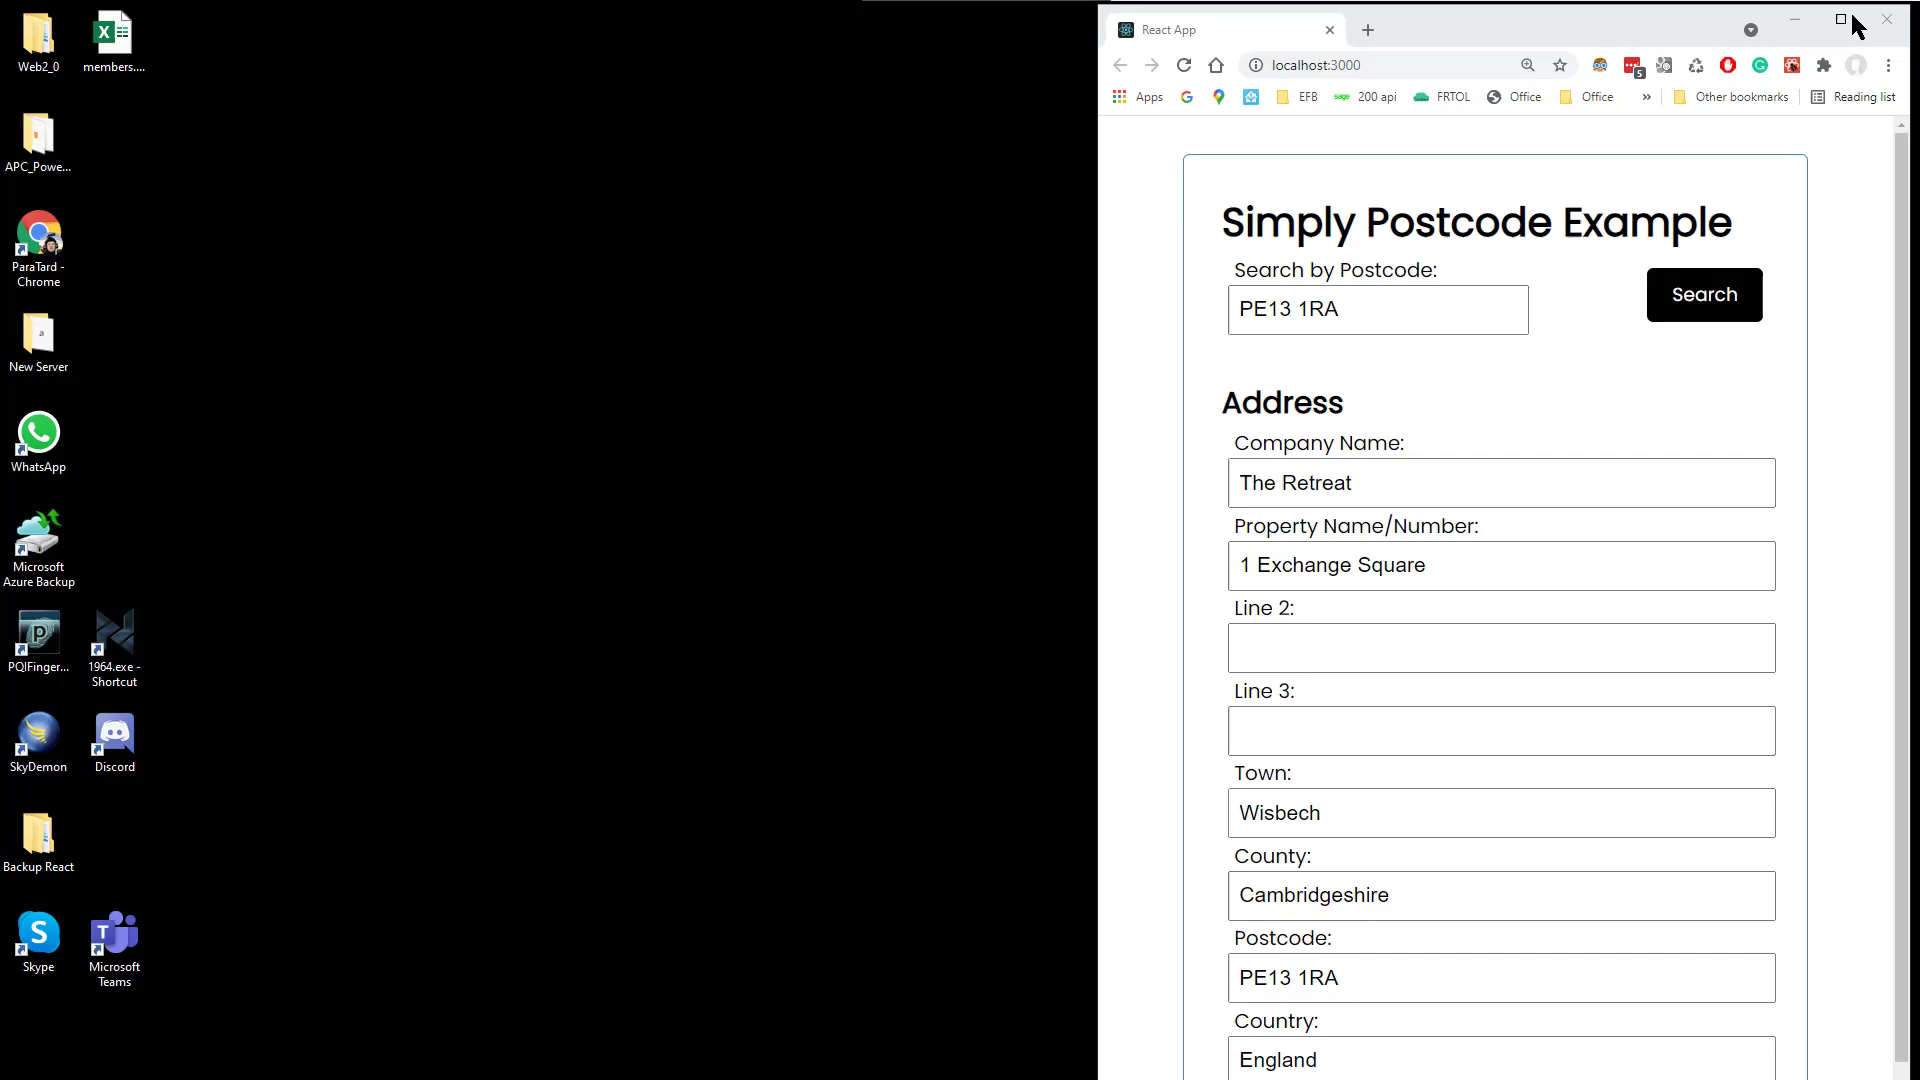 Web2_0
members....
APC_Powe...
ParaTard -
Chrome
New Server
WhatsApp
Microsoft
Azure Backup
PQIFinger...
1964.exe -
Shortcut
SkyDemon
Discord
Backup React
Skype
Microsoft
Teams
React App
localhost:3000
5
Apps
EFB
sage 200 api
FRTOL
Office
Office
»
Other bookmarks
Reading list
Simply Postcode Example
Search by Postcode:
PE13 1RA
Search
Address
Company Name:
The Retreat
Property Name/Number:
1 Exchange Square
Line 2:
Line 3:
Town:
Wisbech
County:
Cambridgeshire
Postcode:
PE13 1RA
Country:
England